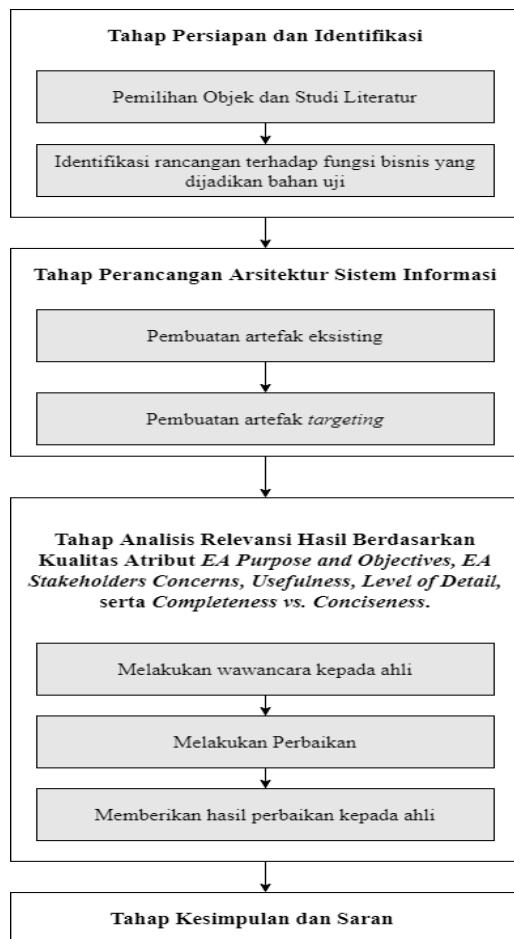 Tahap Persiapan dan Identifikasi
Pemilihan Objek dan Studi Literatur
Identifikasi rancangan terhadap fungsi bisnis yang
dijadikan bahan uji
Tahap Perancangan Arsitektur Sistem Informasi
Pembuatan artefak eksisting
Pembuatan artefak targeting
Tahap Analisis Relevansi Hasil Berdasarkan
Kualitas Atribut EA Purpose and Objectives, EA
Stakeholders Concerns, Usefulness, Level of Detail,
serta Completeness vs. Conciseness.
Melakukan wawancara kepada ahli
Melakukan Perbaikan
Memberikan hasil perbaikan kepada ahli
Tahap Kesimpulan dan Saran